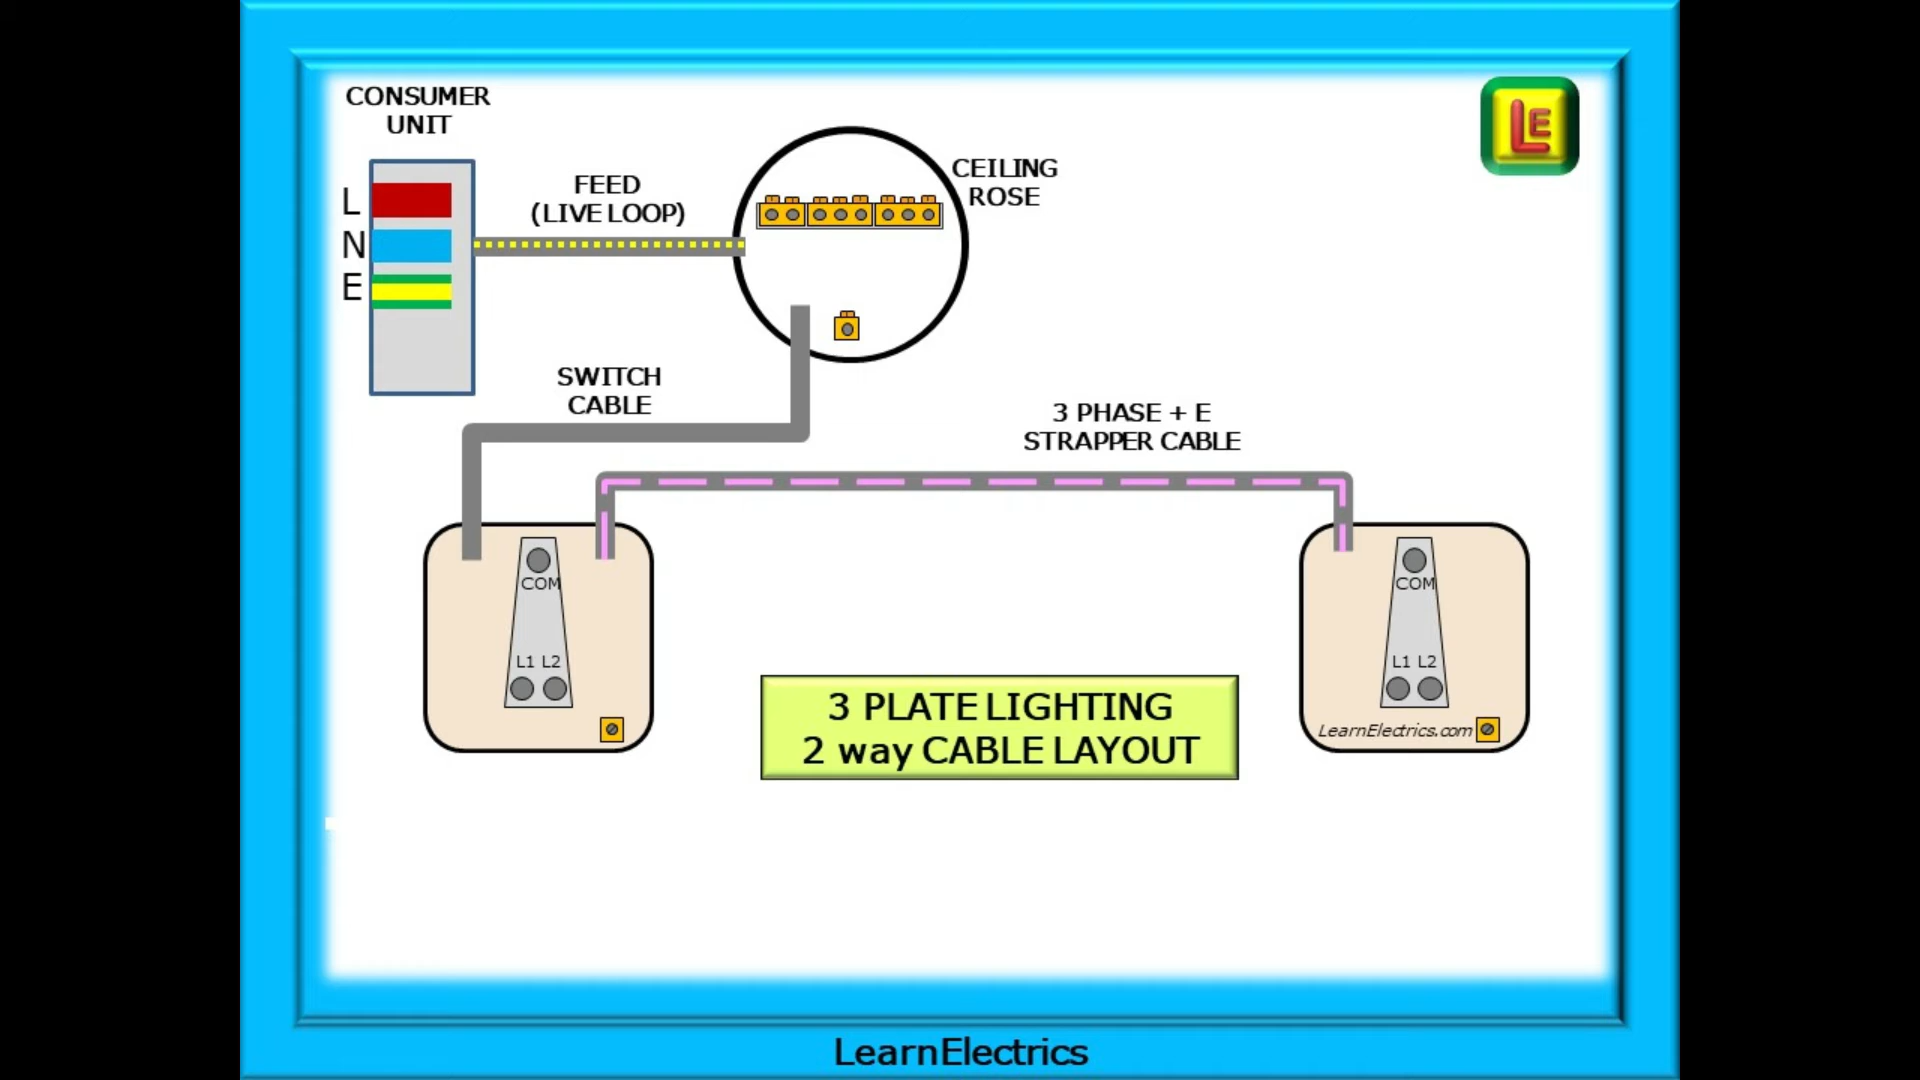 CONSUMER
UNIT
L
N
E
FEED
(LIVE LOOP)
CEILING
ROSE
LE
SWITCH
CABLE
3 PHASE + E
STRAPPER CABLE
COM
L1 L2
COM
L1 L2
LearnElectrics.com
3 PLATE LIGHTING
2 way CABLE LAYOUT
LearnElectrics